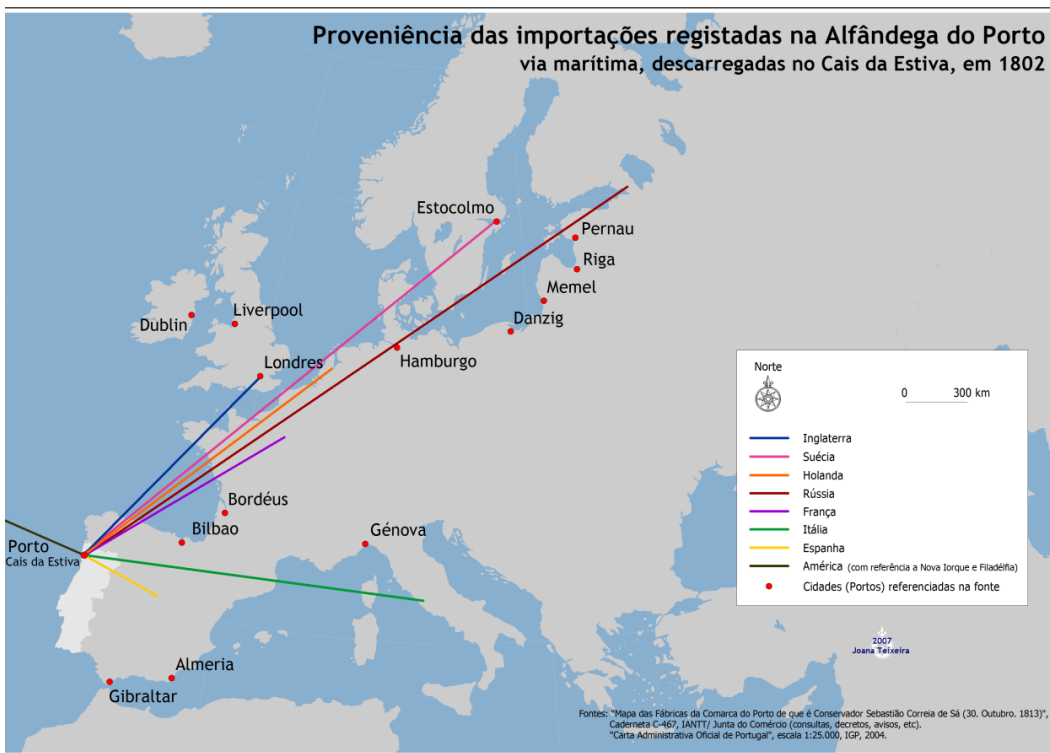 Proveniência das importações registadas na Alfândega do Porto
via marítima, descarregadas no Cais da Estiva, em 1802
Estocolmo
Pernau
Riga
Memel
Danzig
Liverpool
Dublin
Londres
Hamburgo
Bordéus
Bilbao
Génova
Porto
Cais da Estiva
Almeria
Gibraltar
Norte
0 300 km
Inglaterra
Suécia
Holanda
Rússia
França
Itália
Espanha
América (com referência a Nova Iorque e Filadélfia)
Cidades (Portos) referenciadas na fonte
2007
Joana Teixeira
Fontes: "Mapa das Fábricas da Comarca do Porto de que é Conservador Sebastião Correia de Sá (30. Outubro. 1813)",
Caderneta C-467, IANTT/ Junta do Comércio (consultas, decretos, avisos, etc).
"Carta Administrativa Oficial de Portugal", escala 1:25.000, IGP, 2004.